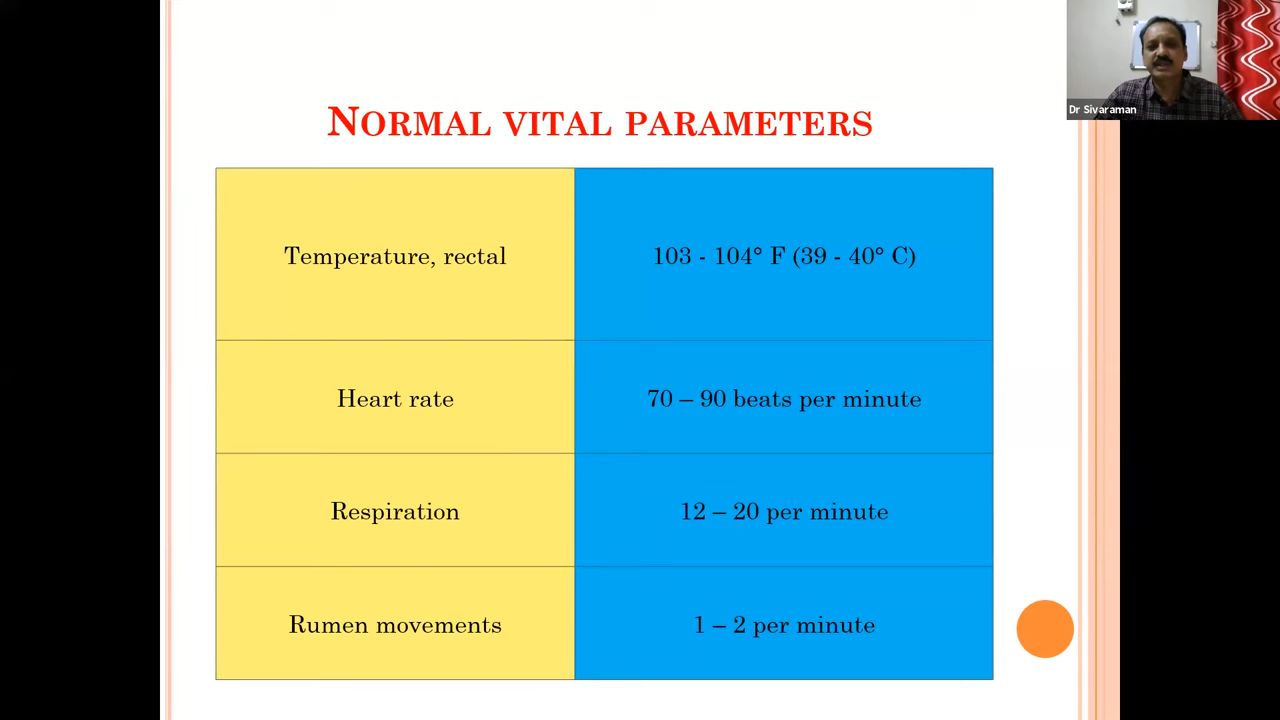 Dr Sivaraman
NORMAL VITAL PARAMETERS
Temperature, rectal
103 - 104° F (39 - 40° C)
Heart rate
70 – 90 beats per minute
Respiration
12 – 20 per minute
Rumen movements
1 – 2 per minute